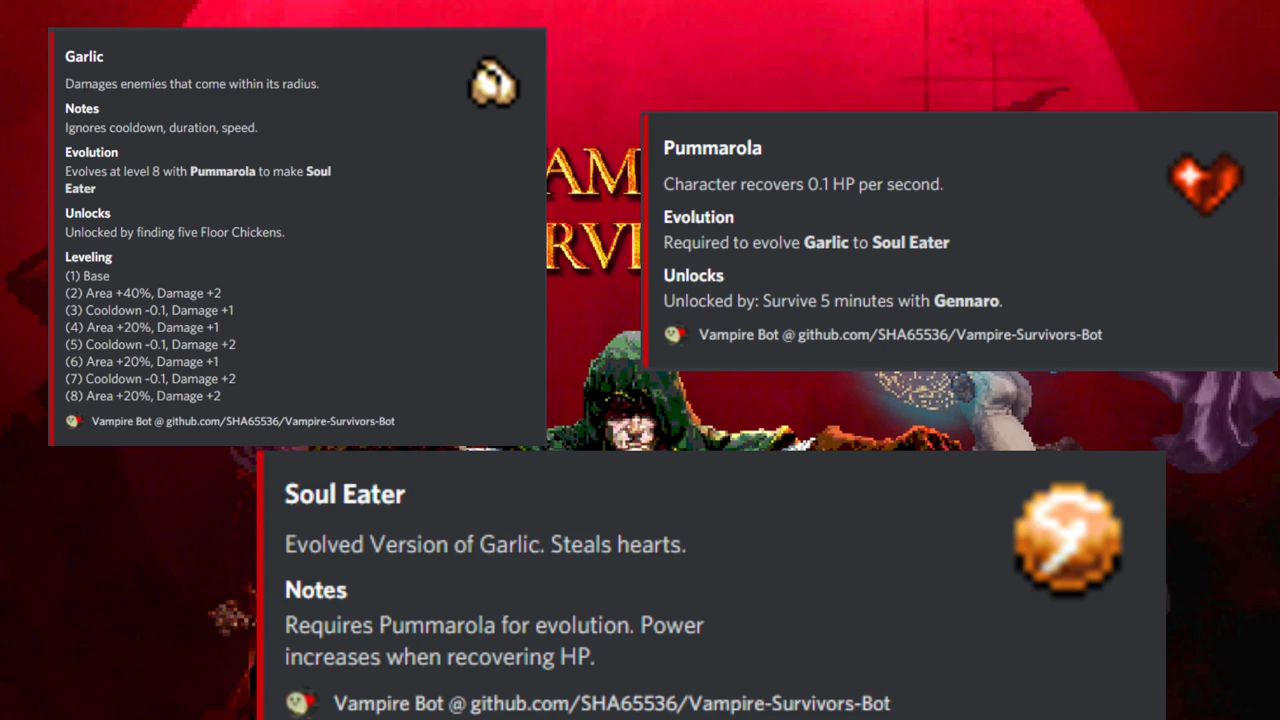 Garlic
Damages enemies that come within its radius.
Notes
Ignores cooldown, duration, speed.
Evolution
Evolves at level 8 with Pummarola to make Soul
Eater
Unlocks
Unlocked by finding five Floor Chickens.
Leveling
(1) Base
(2) Area +40%, Damage +2
(3) Cooldown -0.1, Damage +1
(4) Area +20%, Damage +1
(5) Cooldown -0.1, Damage +2
(6) Area +20%, Damage +1
(7) Cooldown -0.1, Damage +2
(8) Area +20%, Damage +2
Vampire Bot @ github.com/SHA65536/Vampire-Survivors-Bot
AM
RVI
Pummarola
Character recovers 0.1 HP per second.
Evolution
Required to evolve Garlic to Soul Eater
Unlocks
Unlocked by: Survive 5 minutes with Gennaro.
Vampire Bot @ github.com/SHA65536/Vampire-Survivors-Bot
Soul Eater
Evolved Version of Garlic. Steals hearts.
Notes
Requires Pummarola for evolution. Power
increases when recovering HP.
Vampire Bot @ github.com/SHA65536/Vampire-Survivors-Bot